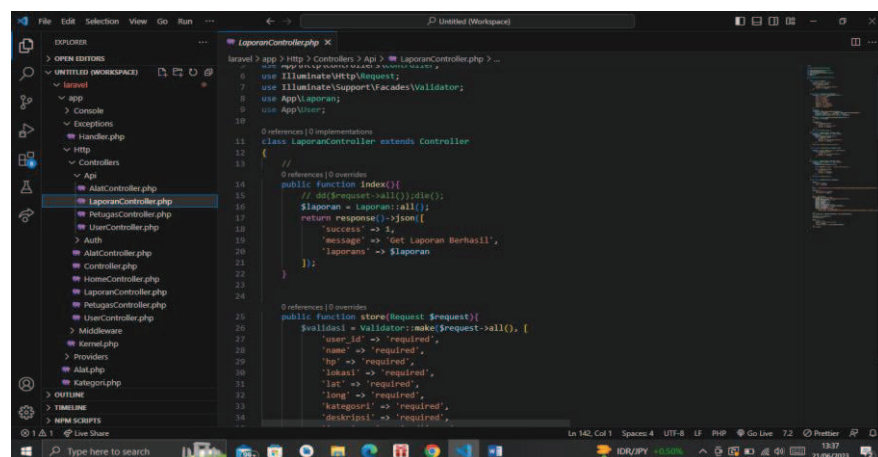 File Edit Selection View Go Run ···
Untitled (Workspace)
EXPLORER ···
OPEN EDITORS
UNTITLED (WORKSPACE)
laravel
app
Console
Exceptions
Handler.php
Http
Controllers
Api
AlatController.php
LaporanController.php
PetugasController.php
UserController.php
Auth
AlatController.php
Controller.php
HomeController.php
LaporanController.php
PetugasController.php
UserController.php
Middleware
Kernel.php
Providers
Alat.php
Kategori.php
OUTLINE
TIMELINE
NPM SCRIPTS
LaporanController.php ×
laravel > app > Http > Controllers > Api > LaporanController.php > ...
6 use Illuminate\Http\Request;
7 use Illuminate\Support\Facades\Validator;
8 use App\Laporan;
9 use App\User;
10
0 references | 0 implementations
11 class LaporanController extends Controller
12 {
13 //
0 references | 0 overrides
14 public function index(){
15 // dd($requset->all());die();
16 $laporan = Laporan::all();
17 return response()->json([
18 'success' => 1,
19 'message' => 'Get Laporan Berhasil',
20 'laporans' => $laporan
21 ]);
22 }
23
24
0 references | 0 overrides
25 public function store(Request $request){
26 $validasi = Validator::make($request->all(), [
27 'user_id' => 'required',
28 'name' => 'required',
29 'hp' => 'required',
30 'lokasi' => 'required',
31 'lat' => 'required',
32 'long' => 'required',
33 'kategosri' => 'required',
34 'deskripsi' => 'required',
1 1 Live Share
Ln 142, Col 1 Spaces: 4 UTF-8 LF PHP Go Live 7.2 Prettier
Type here to search
IDR/JPY +0.50%
13:37
21/06/2023